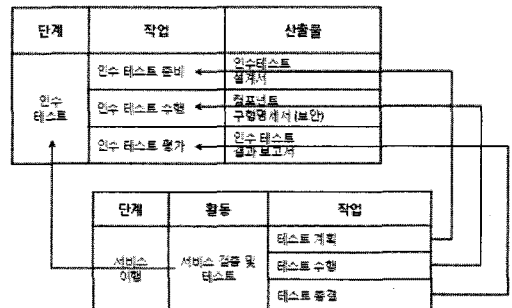 단계 작업 산출물
인수 테스트 준비
인수테스트
설계서
인수
테스트
인수 테스트 수행
컴포넌트
구현명세서 (보안)
인수 테스트 평가
인수 테스트
결과 보고서
단계 활동 작업
서비스
이행
서비스 검증 및
테스트
테스트 계획
테스트 수행
테스트 종결